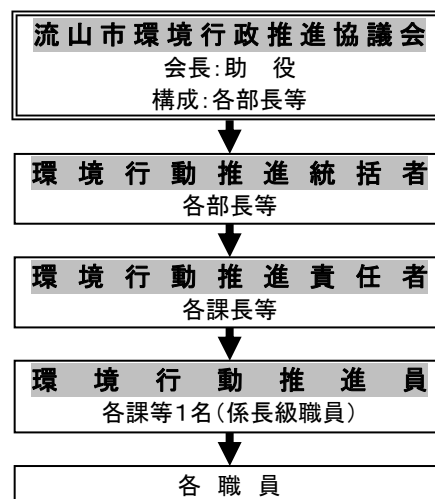 流山市環境行政推進協議会
会長：助　役
構成：各部長等
環境行動推進統括者
各部長等
環境行動推進責任者
各課長等
環境行動推進員
各課等１名（係長級職員）
各　職　員